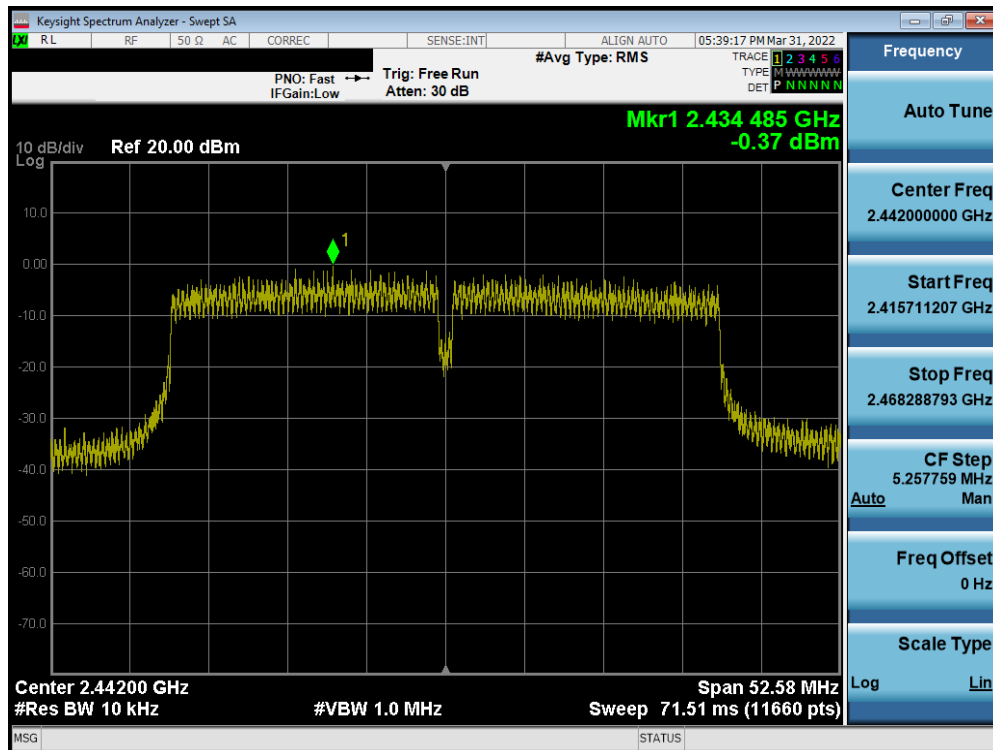 Keysight Spectrum Analyzer - Swept SA
LXI RL RF 50 Ω AC CORREC SENSE:INT ALIGN AUTO 05:39:17 PM Mar 31, 2022
Frequency
#Avg Type: RMS
TRACE 1 2 3 4 5 6
PNO: Fast Trig: Free Run
TYPE M WWWWW
IFGain:Low Atten: 30 dB
DET P N N N N N
Auto Tune
Mkr1 2.434 485 GHz
-0.37 dBm
10 dB/div Ref 20.00 dBm
Log
10.0
0.00
-10.0
-20.0
-30.0
-40.0
-50.0
-60.0
-70.0
1
Center Freq
2.442000000 GHz
Start Freq
2.415711207 GHz
Stop Freq
2.468288793 GHz
CF Step
5.257759 MHz
Auto Man
Freq Offset
0 Hz
Scale Type
Log Lin
Center 2.44200 GHz Span 52.58 MHz
#Res BW 10 kHz #VBW 1.0 MHz Sweep 71.51 ms (11660 pts)
MSG STATUS